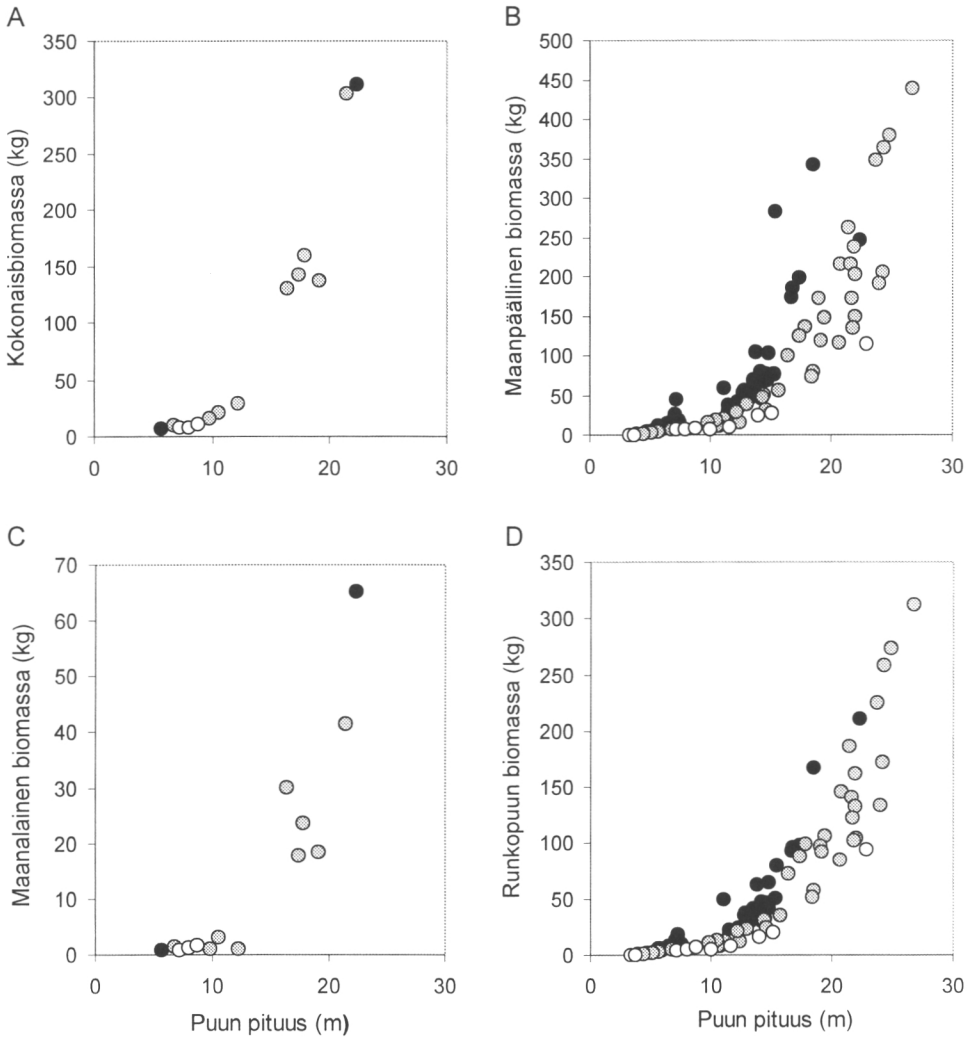 A
Kokonaisbiomassa (kg)
350
300
250
200
150
100
50
0
0 10 20 30
B
Maanpäällinen biomassa (kg)
500
450
400
350
300
250
200
150
100
50
0
0 10 20 30
C
Maanalainen biomassa (kg)
70
60
50
40
30
20
10
0
0 10 20 30
Puun pituus (m)
D
Runkopuun biomassa (kg)
350
300
250
200
150
100
50
0
0 10 20 30
Puun pituus (m)